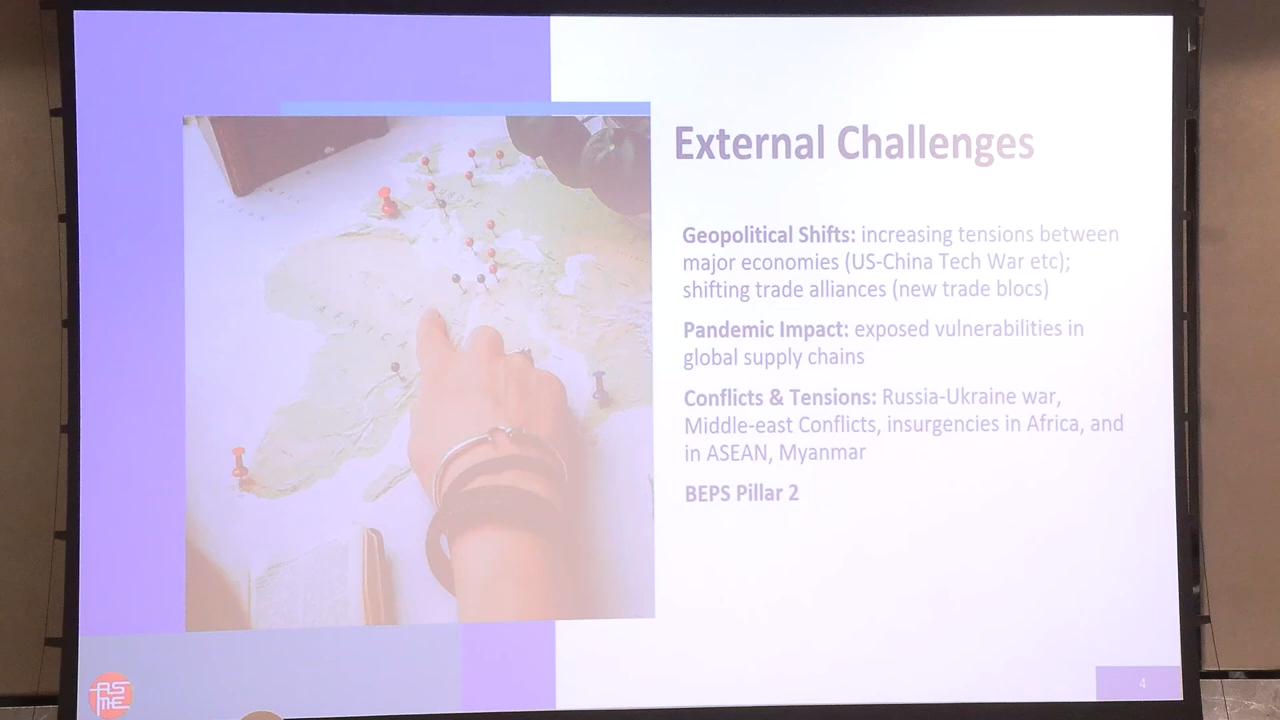 External Challenges
Geopolitical Shifts: increasing tensions between
major economies (US-China Tech War etc);
shifting trade alliances (new trade blocs)
Pandemic Impact: exposed vulnerabilities in
global supply chains
Conflicts & Tensions: Russia-Ukraine war,
Middle-east Conflicts, insurgencies in Africa, and
in ASEAN, Myanmar
BEPS Pillar 2
AFRICA
ASME
4